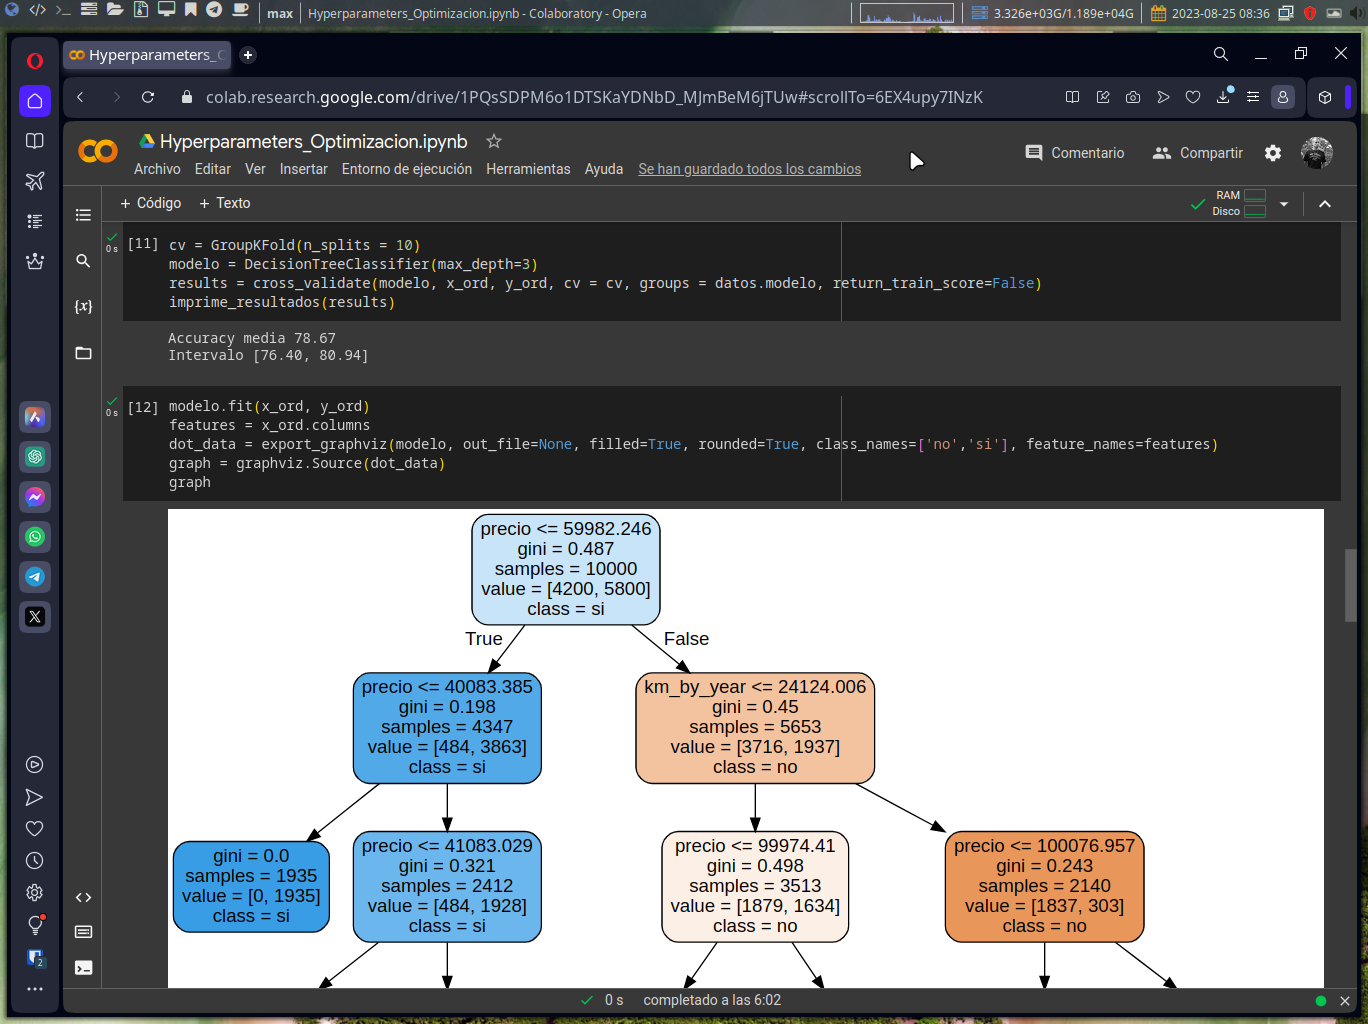 max
Hyperparameters_Optimizacion.ipynb - Colaboratory - Opera
3.326e+03G/1.189e+04G
2023-08-25 08:36
Hyperparameters_
colab.research.google.com/drive/1PQsSDPM6o1DTSKaYDNbD_MJmBeM6jTUw#scrollTo=6EX4upy7INzK
Hyperparameters_Optimizacion.ipynb
Comentario
Compartir
Archivo Editar Ver Insertar Entorno de ejecución Herramientas Ayuda Se han guardado todos los cambios
+ Código + Texto
RAM
Disco
0 s
[11] cv = GroupKFold(n_splits = 10)
modelo = DecisionTreeClassifier(max_depth=3)
results = cross_validate(modelo, x_ord, y_ord, cv = cv, groups = datos.modelo, return_train_score=False)
imprime_resultados(results)
Accuracy media 78.67
Intervalo [76.40, 80.94]
0 s
[12] modelo.fit(x_ord, y_ord)
features = x_ord.columns
dot_data = export_graphviz(modelo, out_file=None, filled=True, rounded=True, class_names=['no','si'], feature_names=features)
graph = graphviz.Source(dot_data)
graph
precio <= 59982.246
gini = 0.487
samples = 10000
value = [4200, 5800]
class = si
True
False
precio <= 40083.385
gini = 0.198
samples = 4347
value = [484, 3863]
class = si
km_by_year <= 24124.006
gini = 0.45
samples = 5653
value = [3716, 1937]
class = no
gini = 0.0
samples = 1935
value = [0, 1935]
class = si
precio <= 41083.029
gini = 0.321
samples = 2412
value = [484, 1928]
class = si
precio <= 99974.41
gini = 0.498
samples = 3513
value = [1879, 1634]
class = no
precio <= 100076.957
gini = 0.243
samples = 2140
value = [1837, 303]
class = no
2
0 s completado a las 6:02